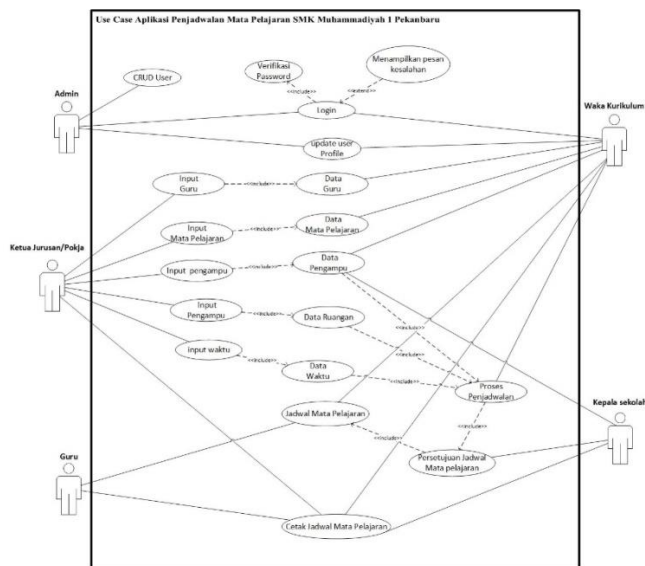 Use Case Aplikasi Penjadwalan Mata Pelajaran SMK Muhammadiyah 1 Pekanbaru
Verifikasi
Password
Menampilkan pesan
kesalahan
CRUD User
<<include>>
<<extend>>
Admin
Login
Waka Kurikulum
update user
Profile
Input
Guru
<<include>>
Data
Guru
Input
Mata Pelajaran
<<include>>
Data
Mata Pelajaran
Ketua Jurusan/Pokja
Input pengampu
<<include>>
Data
Pengampu
Input
Pengampu
<<include>>
Data Ruangan
<<include>>
<<include>>
input waktu
<<include>>
Data
Waktu
<<include>>
Proses
Penjadwalan
Jadwal Mata Pelajaran
Kepala sekolah
<<include>>
<<include>>
Persetujuan Jadwal
Mata pelajaran
Guru
Cetak Jadwal Mata Pelajaran